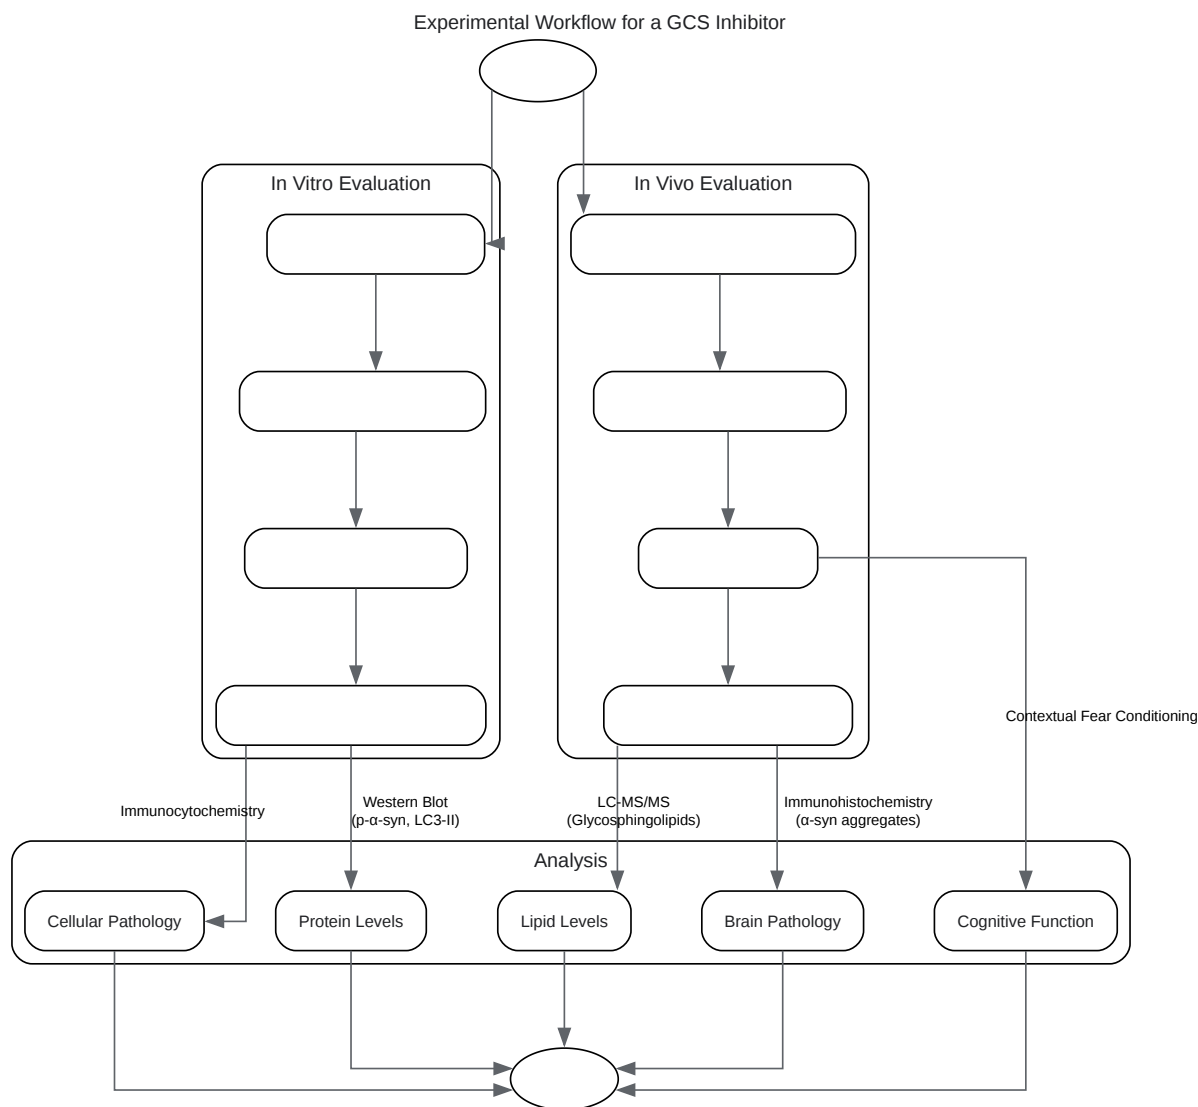 Experimental Workflow for a GCS Inhibitor
In Vitro Evaluation
In Vivo Evaluation
Contextual Fear Conditioning
Immunocytochemistry
Western Blot
(p-α-syn, LC3-II)
LC-MS/MS
(Glycosphingolipids)
Immunohistochemistry
(α-syn aggregates)
Analysis
Cellular Pathology
Protein Levels
Lipid Levels
Brain Pathology
Cognitive Function